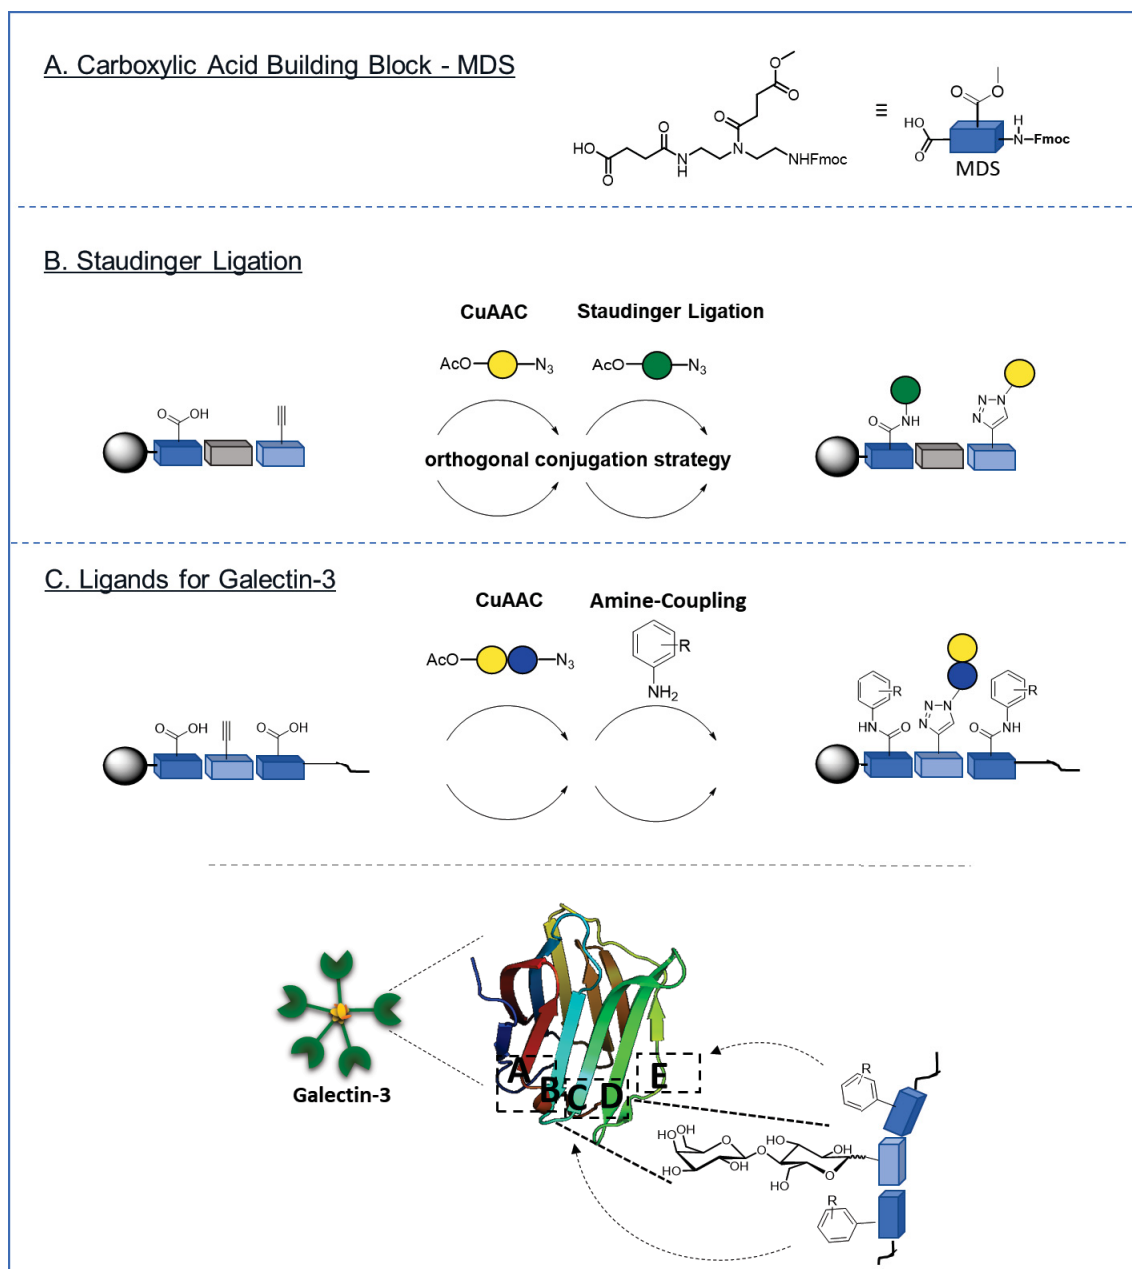 A. Carboxylic Acid Building Block - MDS
O
O
O
O
HO
O
O
N
H
N
NHFmoc
≡
O
O
HO
O
H
N
Fmoc
MDS
B. Staudinger Ligation
CuAAC
Staudinger Ligation
AcO
N3
AcO
N3
O
OH
orthogonal conjugation strategy
O
NH
N
N
N
C. Ligands for Galectin-3
CuAAC
Amine-Coupling
AcO
N3
R
NH2
O
OH
O
OH
R
NH
O
N
N
N
R
O
NH
Galectin-3
A
B
C
D
E
R
OH
HO
O
HO
OH
O
HO
HO
OH
O
HO
R